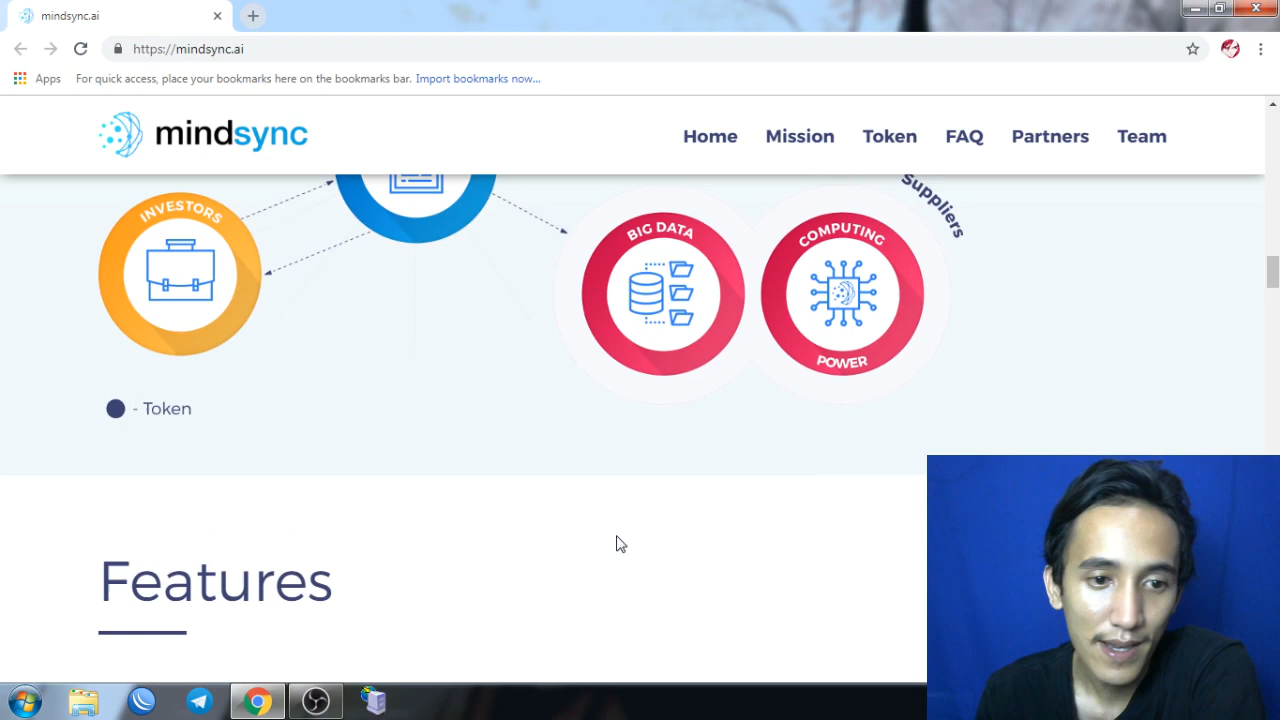 mindsync.ai
https://mindsync.ai
Apps For quick access, place your bookmarks here on the bookmarks bar. Import bookmarks now...
mindsync Home Mission Token FAQ Partners Team
Suppliers
INVESTORS
BIG DATA
COMPUTING
POWER
- Token
Features